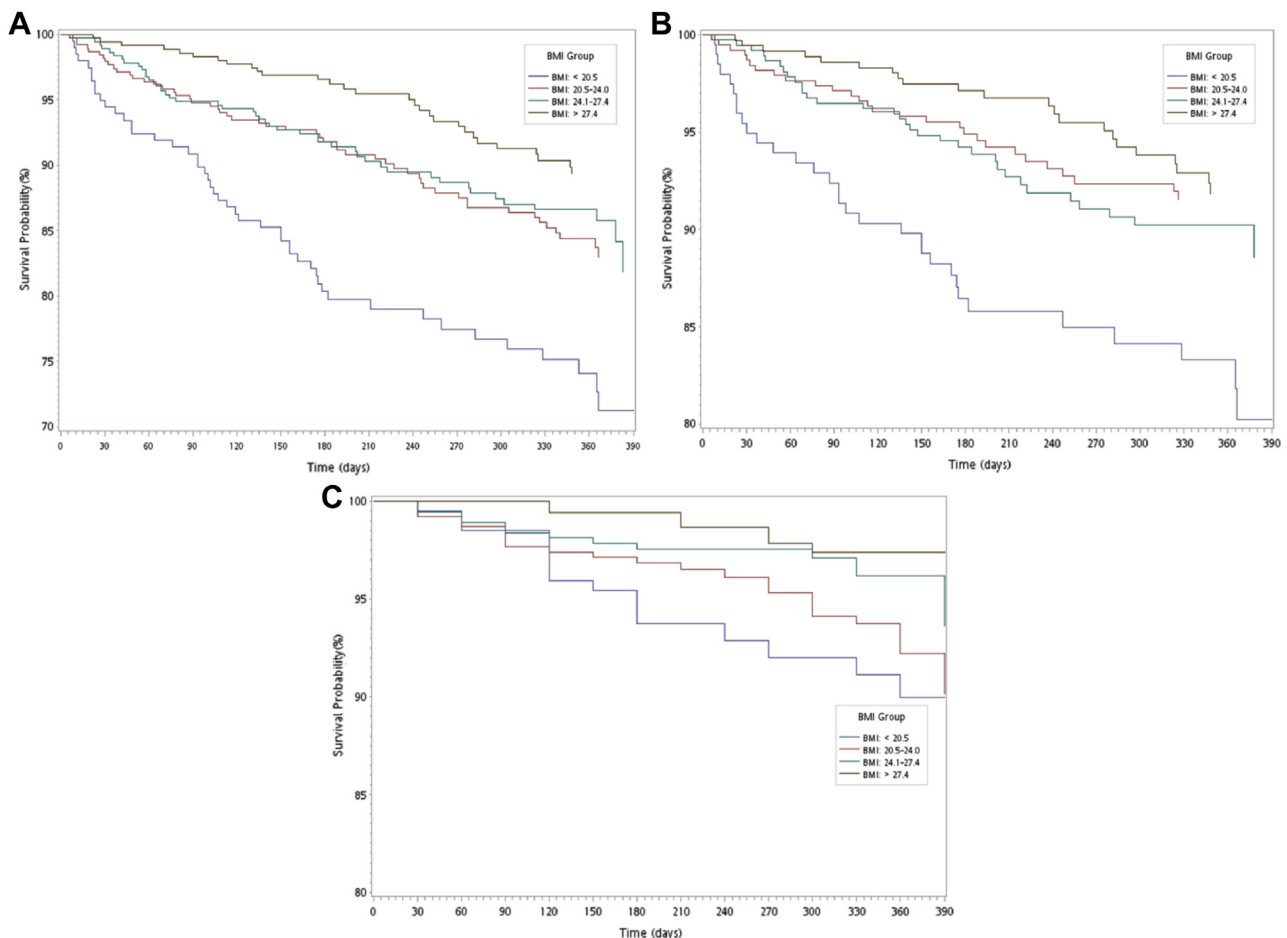 A
100
95
90
85
80
75
70
Survival Probability(%)
BMI Group
BMI: < 20.5
BMI: 20.5-24.0
BMI: 24.1-27.4
BMI: > 27.4
0 30 60 90 120 150 180 210 240 270 300 330 360 390
Time (days)
B
100
95
90
85
80
Survival Probability(%)
BMI Group
BMI: < 20.5
BMI: 20.5-24.0
BMI: 24.1-27.4
BMI: > 27.4
0 30 60 90 120 150 180 210 240 270 300 330 360 390
Time (days)
C
100
95
90
85
80
Survival Probability(%)
BMI Group
BMI: < 20.5
BMI: 20.5-24.0
BMI: 24.1-27.4
BMI: > 27.4
0 30 60 90 120 150 180 210 240 270 300 330 360 390
Time (days)